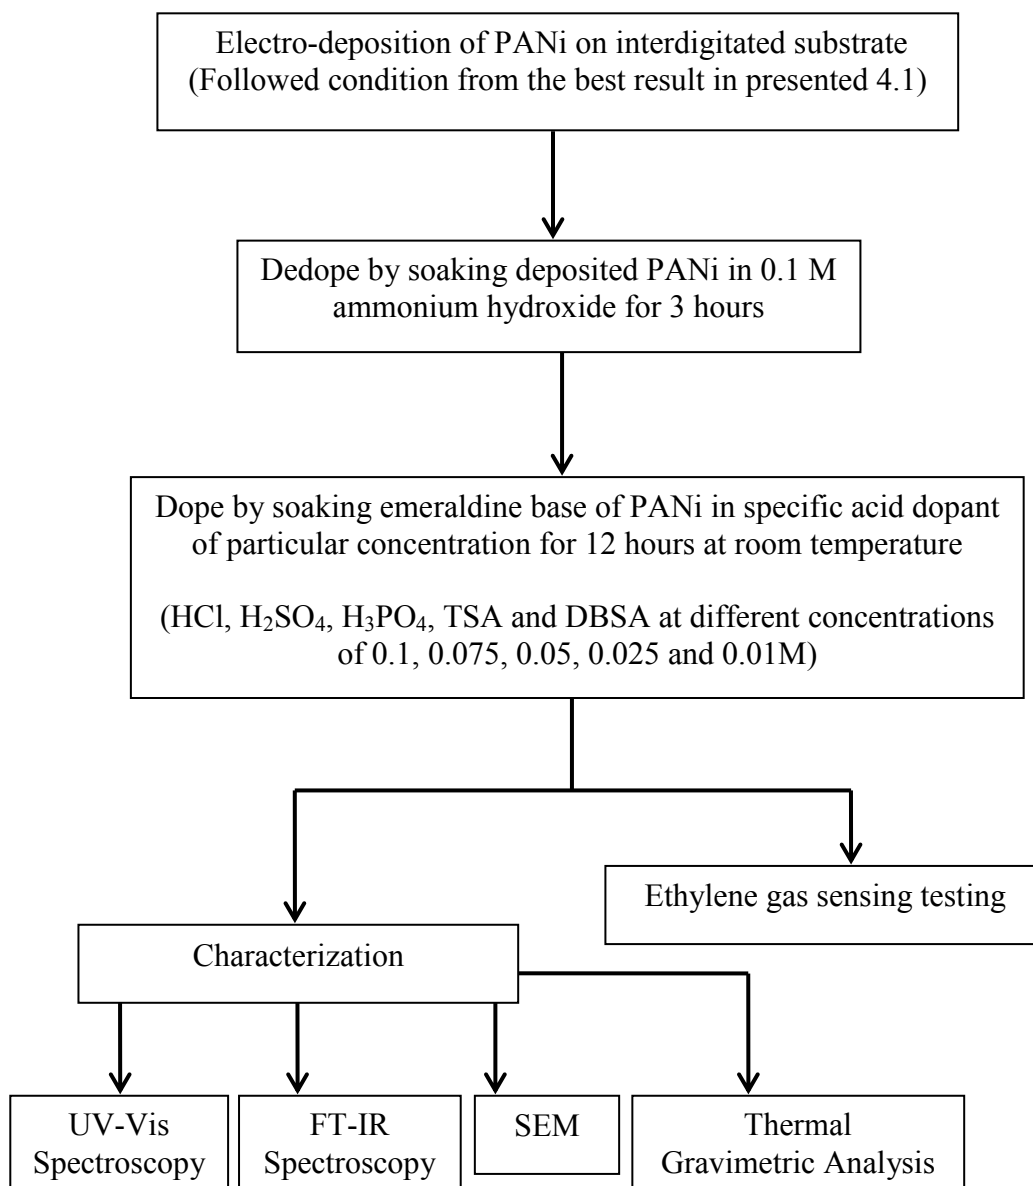 Electro-deposition of PANi on interdigitated substrate
(Followed condition from the best result in presented 4.1)
Dedope by soaking deposited PANi in 0.1 M
ammonium hydroxide for 3 hours
Dope by soaking emeraldine base of PANi in specific acid dopant
of particular concentration for 12 hours at room temperature
(HCl, H₂SO₄, H₃PO₄, TSA and DBSA at different concentrations
of 0.1, 0.075, 0.05, 0.025 and 0.01M)
Ethylene gas sensing testing
Characterization
UV-Vis
Spectroscopy
FT-IR
Spectroscopy
SEM
Thermal
Gravimetric Analysis